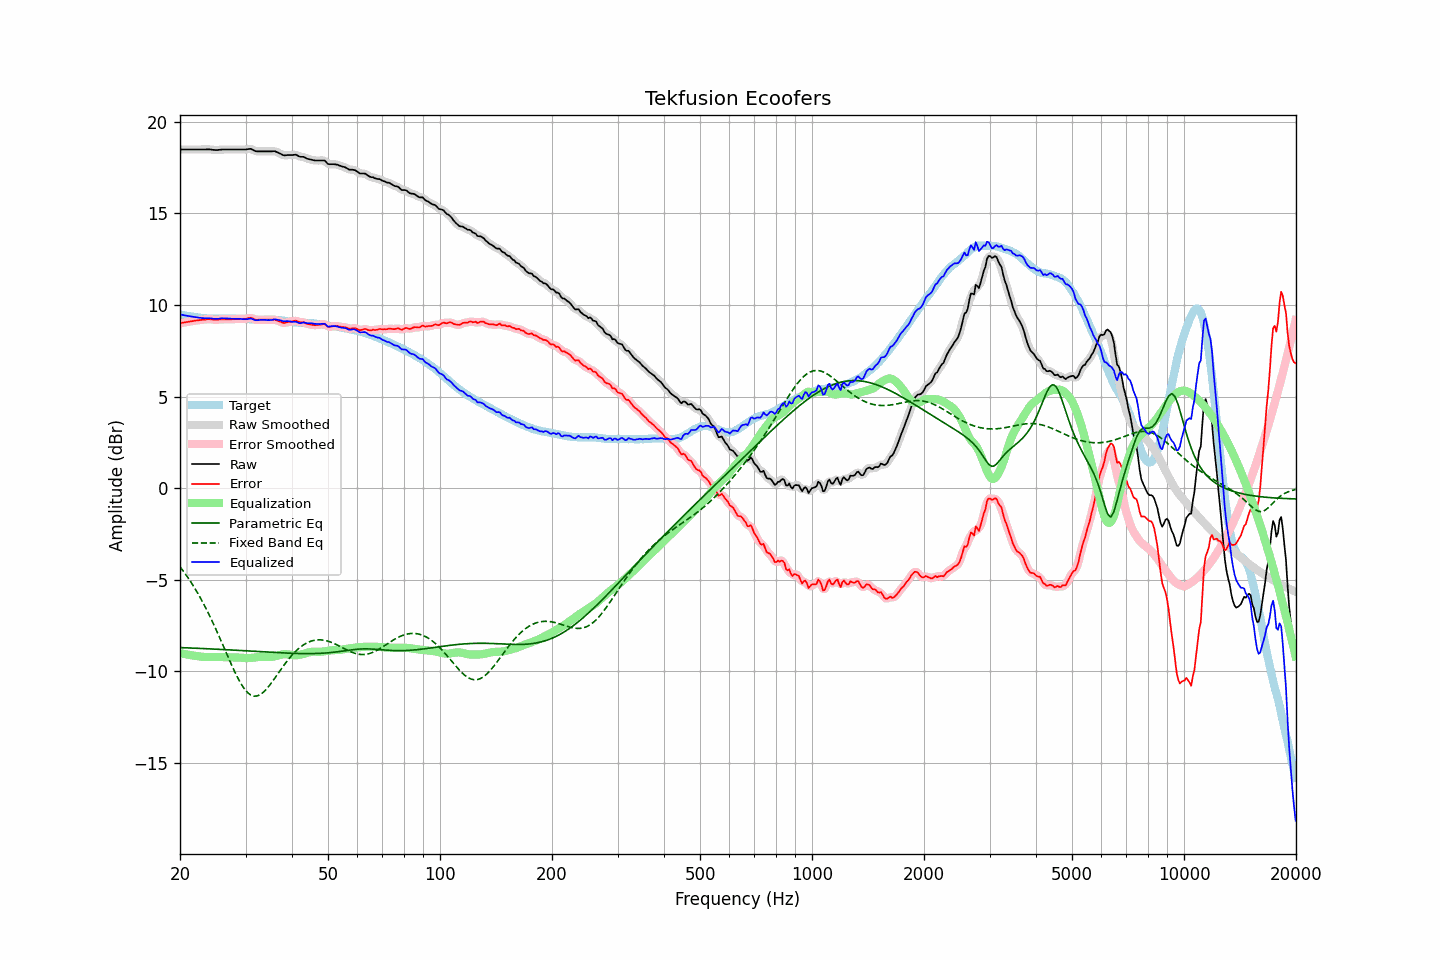 Tekfusion Ecoofers
20
15
10
5
0
−5
−10
−15
Amplitude (dBr)
Target
Raw Smoothed
Error Smoothed
Raw
Error
Equalization
Parametric Eq
Fixed Band Eq
Equalized
20 50 100 200 500 1000 2000 5000 10000 20000
Frequency (Hz)